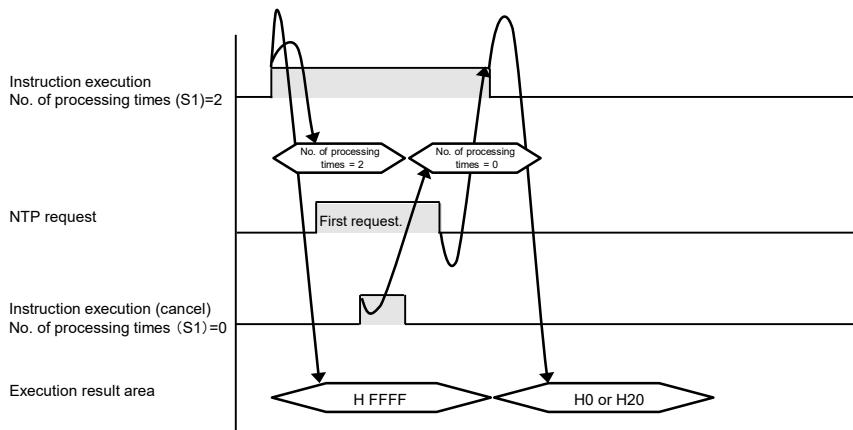 Instruction execution
No. of processing times (S1)=2
No. of processing
times = 2
No. of processing
times = 0
NTP request
First request.
Instruction execution (cancel)
No. of processing times （S1）=0
Execution result area
H FFFF
H0 or H20